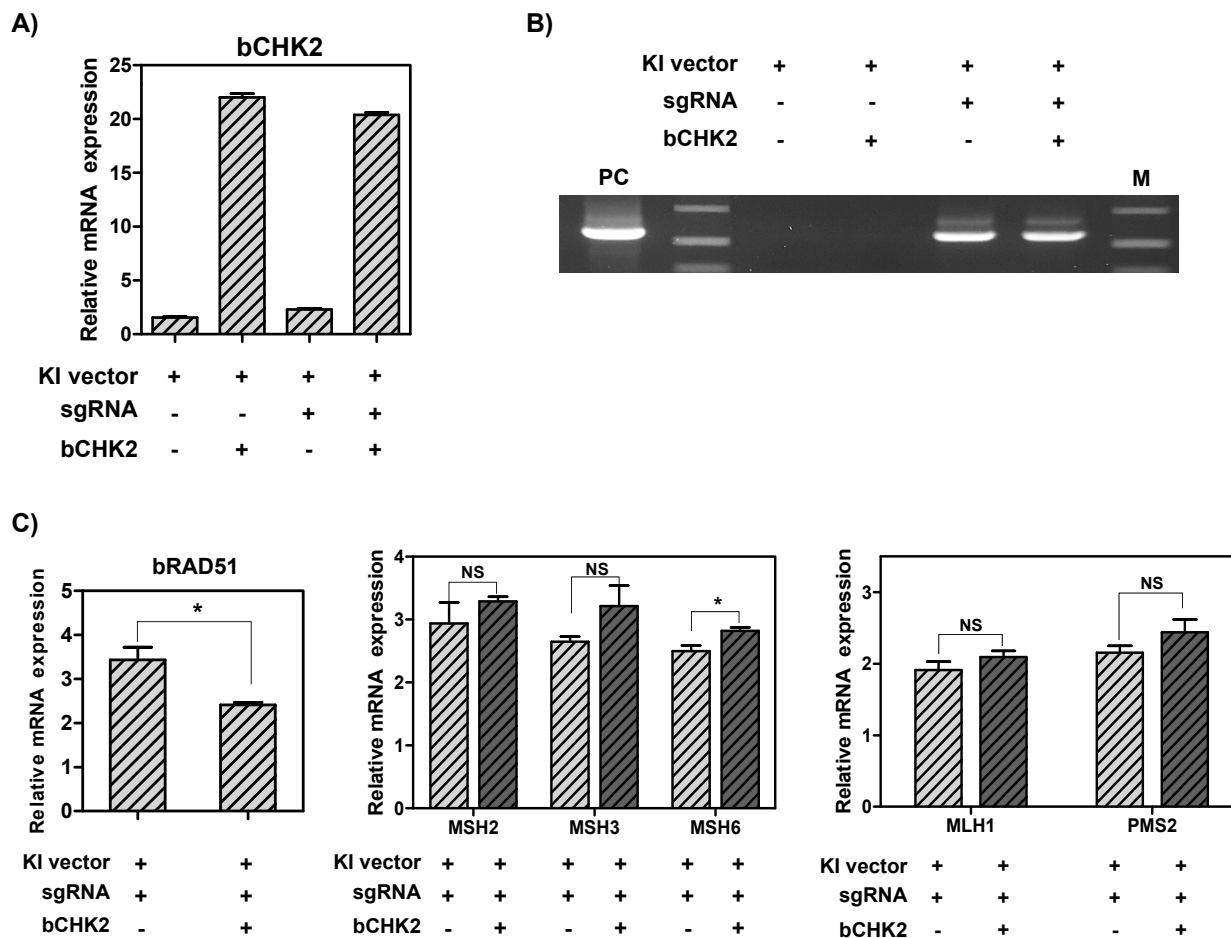 A)
bCHK2
Relative mRNA expression
25
20
15
10
5
0
KI vector + + + +
sgRNA - - + +
bCHK2 - + - +
B)
KI vector + + + +
sgRNA - - + +
bCHK2 - + - +
PC M
C)
bRAD51
Relative mRNA expression
5
4
3
2
1
0
*
KI vector + +
sgRNA + +
bCHK2 - +
Relative mRNA expression
4
3
2
1
0
NS NS *
MSH2 MSH3 MSH6
KI vector + + + + + +
sgRNA + + + + + +
bCHK2 - + - + - +
Relative mRNA expression
3
2
1
0
NS NS
MLH1 PMS2
KI vector + + + +
sgRNA + + + +
bCHK2 - + - +